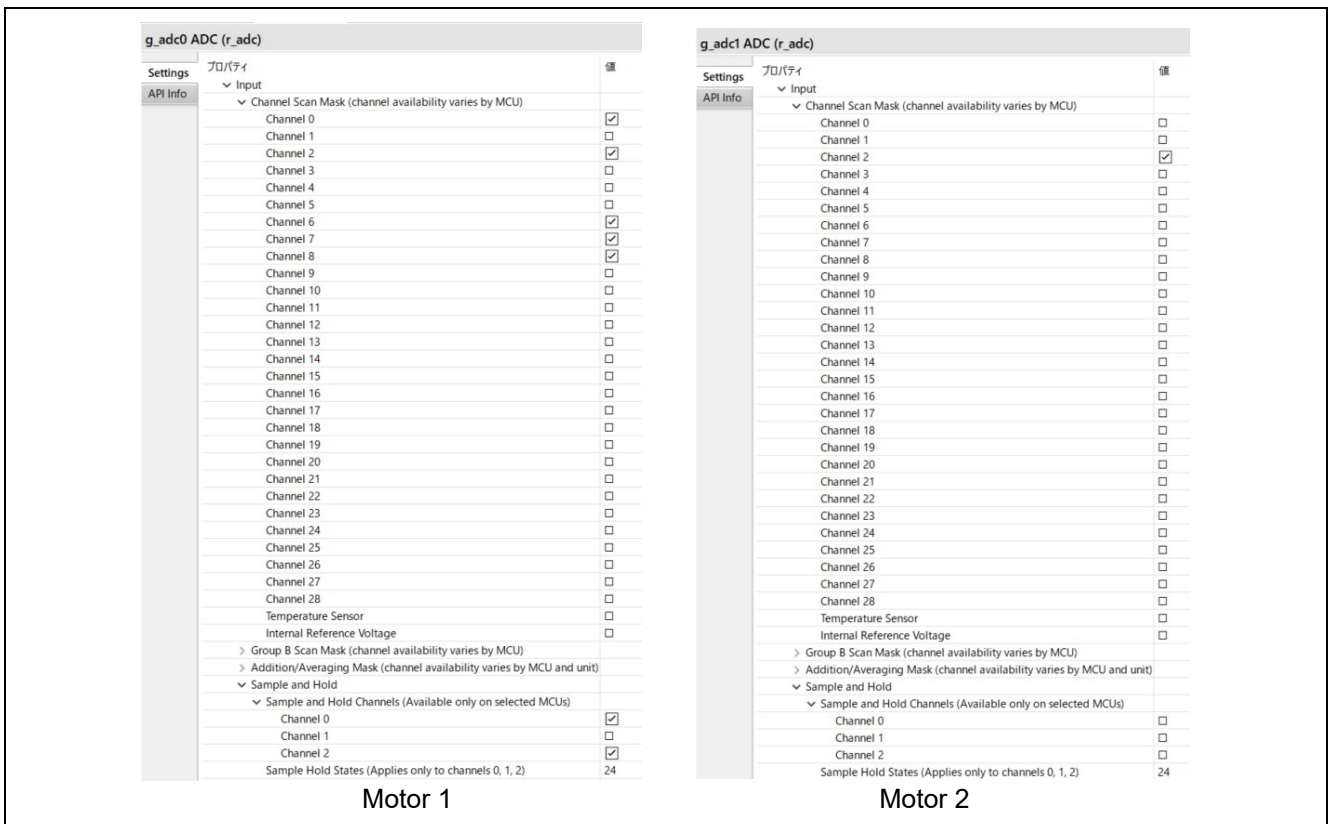 g_adc0 ADC (r_adc)
Settings
API Info
プロパティ 値
Input
Channel Scan Mask (channel availability varies by MCU)
Channel 0
Channel 1
Channel 2
Channel 3
Channel 4
Channel 5
Channel 6
Channel 7
Channel 8
Channel 9
Channel 10
Channel 11
Channel 12
Channel 13
Channel 14
Channel 15
Channel 16
Channel 17
Channel 18
Channel 19
Channel 20
Channel 21
Channel 22
Channel 23
Channel 24
Channel 25
Channel 26
Channel 27
Channel 28
Temperature Sensor
Internal Reference Voltage
Group B Scan Mask (channel availability varies by MCU)
Addition/Averaging Mask (channel availability varies by MCU and unit)
Sample and Hold
Sample and Hold Channels (Available only on selected MCUs)
Channel 0
Channel 1
Channel 2
Sample Hold States (Applies only to channels 0, 1, 2) 24
Motor 1
g_adc1 ADC (r_adc)
Settings
API Info
プロパティ 値
Input
Channel Scan Mask (channel availability varies by MCU)
Channel 0
Channel 1
Channel 2
Channel 3
Channel 4
Channel 5
Channel 6
Channel 7
Channel 8
Channel 9
Channel 10
Channel 11
Channel 12
Channel 13
Channel 14
Channel 15
Channel 16
Channel 17
Channel 18
Channel 19
Channel 20
Channel 21
Channel 22
Channel 23
Channel 24
Channel 25
Channel 26
Channel 27
Channel 28
Temperature Sensor
Internal Reference Voltage
Group B Scan Mask (channel availability varies by MCU)
Addition/Averaging Mask (channel availability varies by MCU and unit)
Sample and Hold
Sample and Hold Channels (Available only on selected MCUs)
Channel 0
Channel 1
Channel 2
Sample Hold States (Applies only to channels 0, 1, 2) 24
Motor 2